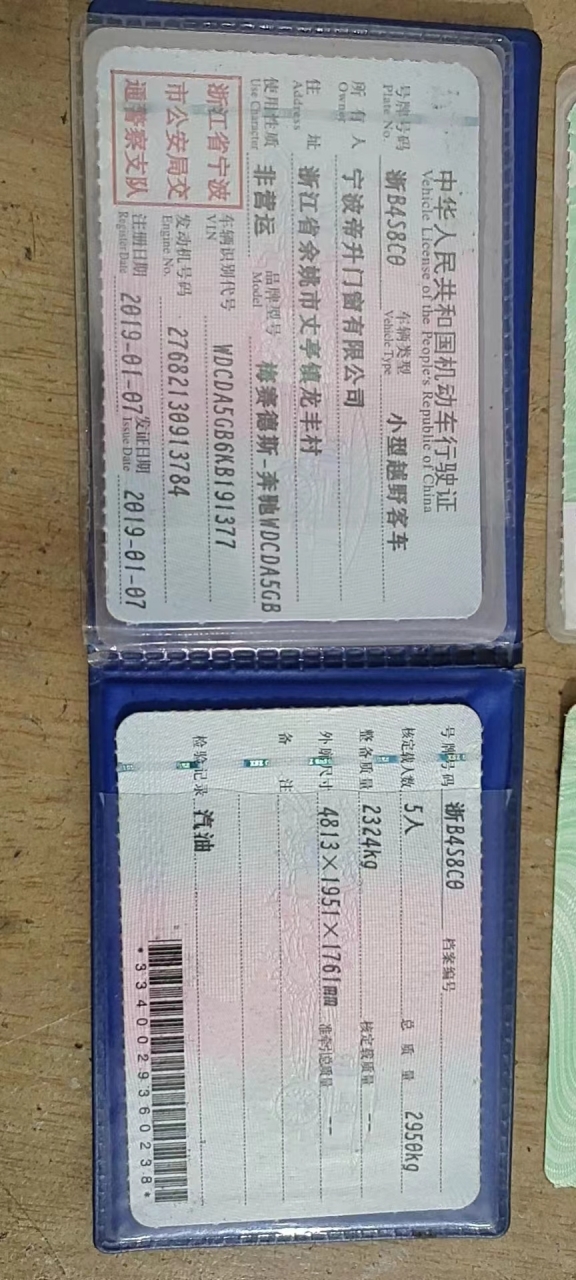 中华人民共和国机动车行驶证
Vehicle License of the People's Republic of China
号牌号码 浙B4S8C0 车辆类型 小型越野客车
Plate No. Vehicle Type
所有人 宁波帝升门窗有限公司
Owner
住址 浙江省余姚市丈亭镇龙丰村
Address
使用性质 非营运 品牌型号 梅赛德斯-奔驰WDCDA5GB
Use Character Model
浙江省宁波
市公安局交
通警察支队
车辆识别代号 WDCDA5GB6KB191377
VIN
发动机号码 27682130913784
Engine No.
注册日期 2019-01-07 发证日期 2019-01-07
Register Date Issue Date
号牌号码 浙B4S8C0 档案编号
核定载人数 5人 总质量 2950kg
整备质量 2324kg 核定载质量 --
外廓尺寸 4813×1951×1761mm 准牵引总质量 --
备注
检验记录 汽油
*3340029360238*